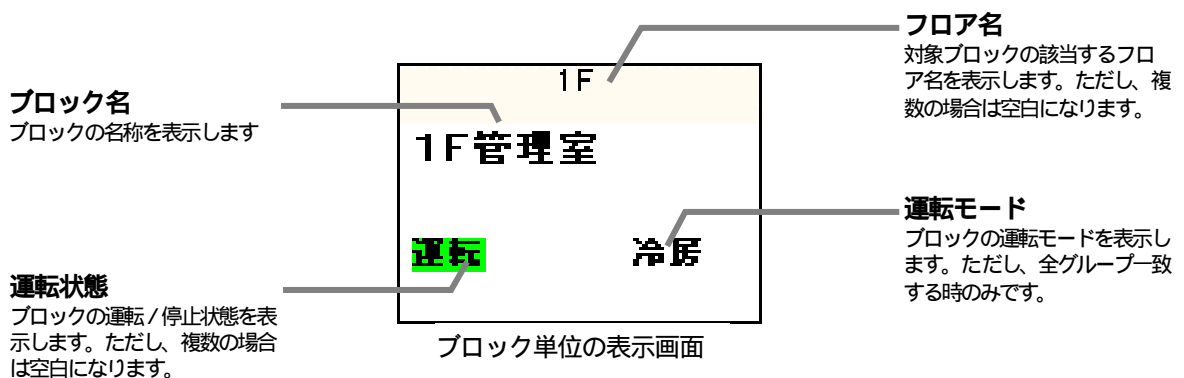 フロア名
対象ブロックの該当するフロ
ア名を表示します。ただし、複
数の場合は空白になります。
1F
ブロック名
ブロックの名称を表示します
1F管理室
運転モード
ブロックの運転モードを表示し
ます。ただし、全グループ一致
する時のみです。
運転
冷房
運転状態
ブロックの運転/停止状態を表
示します。ただし、複数の場合
は空白になります。
ブロック単位の表示画面